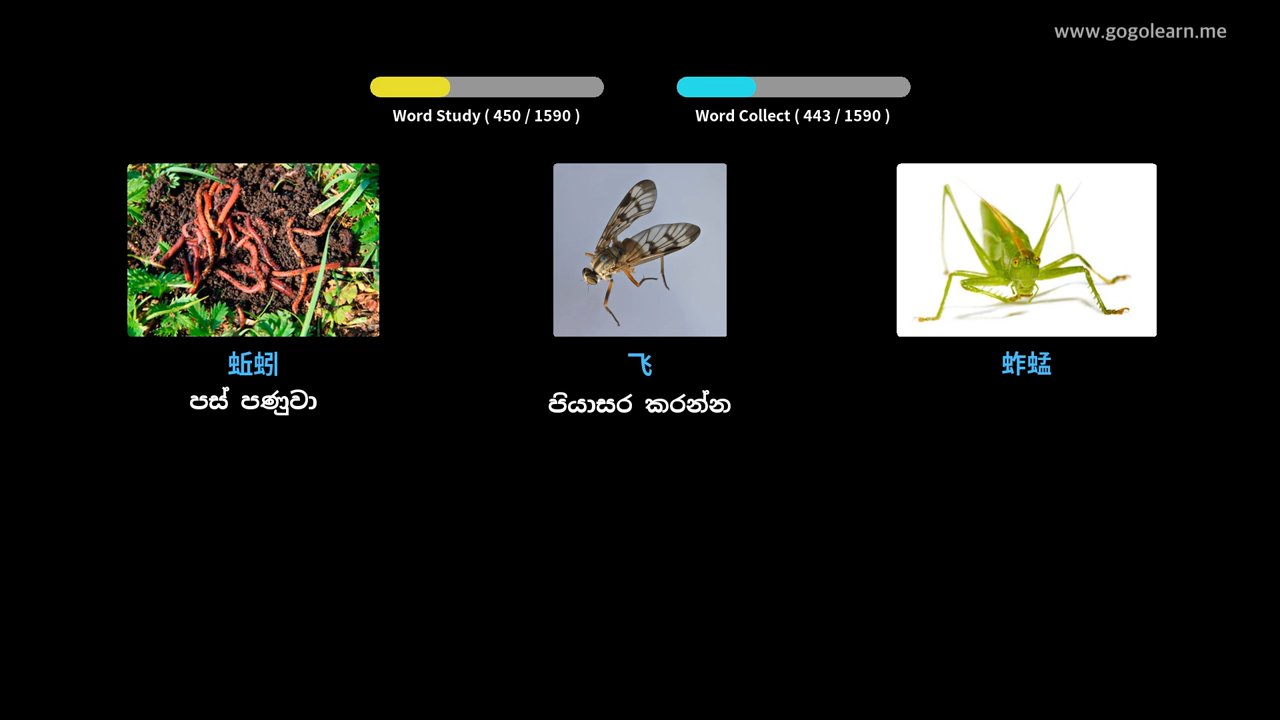 www.gogolearn.me
Word Study ( 450 / 1590 )
Word Collect ( 443 / 1590 )
蚯蚓
පස් පණුවා
飞
පියාසර කරන්න
蚱蜢